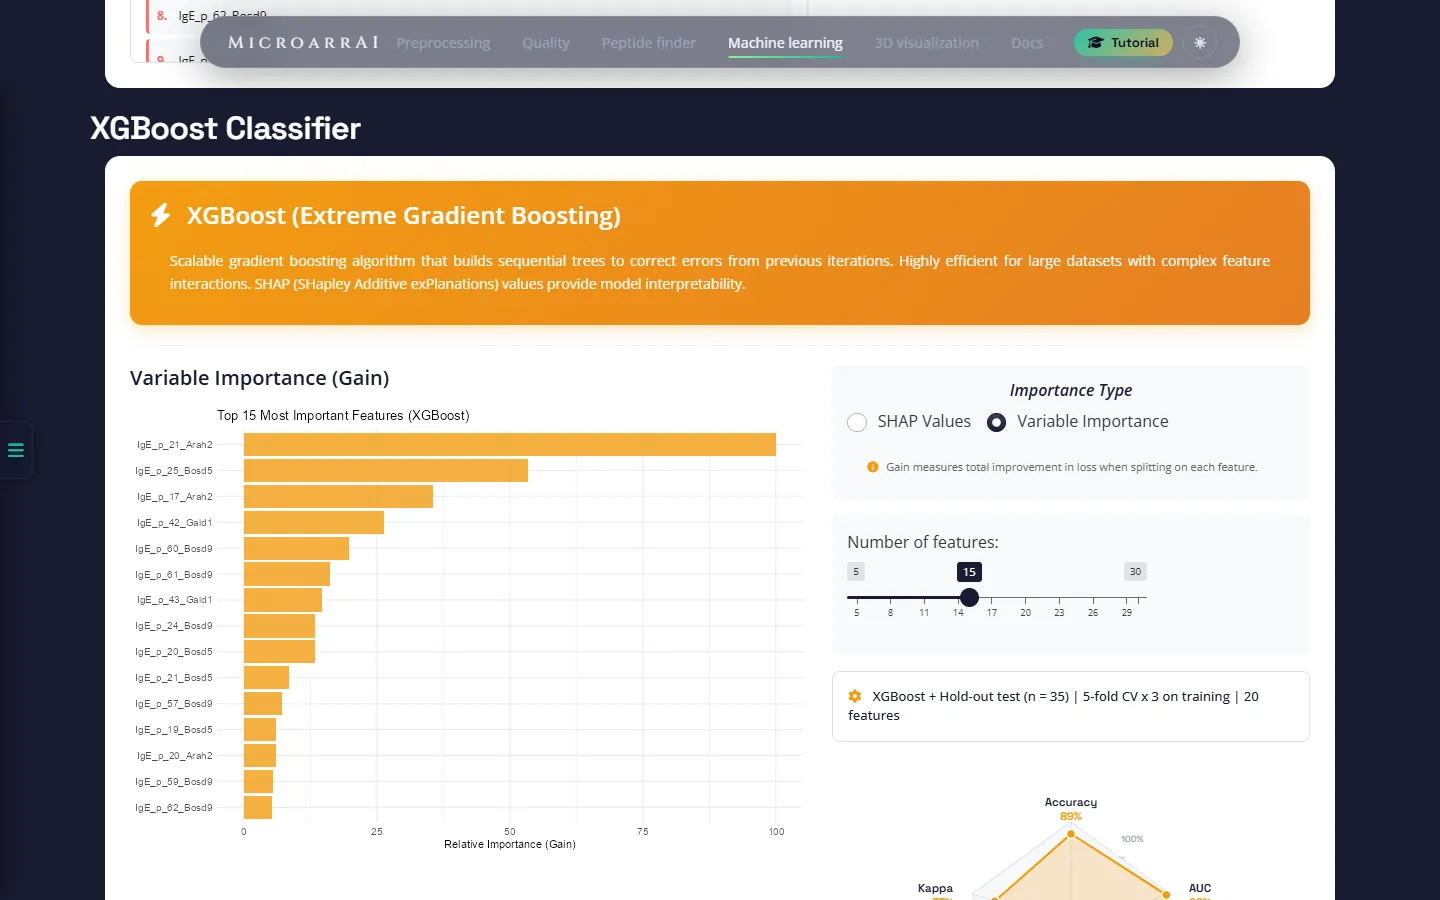 8. IgE_p_62_Bosd9
9. IgE_p
MICROARRAI Preprocessing Quality Peptide finder Machine learning 3D visualization Docs Tutorial
XGBoost Classifier
XGBoost (Extreme Gradient Boosting)
Scalable gradient boosting algorithm that builds sequential trees to correct errors from previous iterations. Highly efficient for large datasets with complex feature
interactions. SHAP (SHapley Additive exPlanations) values provide model interpretability.
Variable Importance (Gain)
Top 15 Most Important Features (XGBoost)
IgE_p_21_Arah2
IgE_p_25_Bosd5
IgE_p_17_Arah2
IgE_p_42_Gald1
IgE_p_60_Bosd9
IgE_p_61_Bosd9
IgE_p_43_Gald1
IgE_p_24_Bosd9
IgE_p_20_Bosd5
IgE_p_21_Bosd5
IgE_p_57_Bosd9
IgE_p_19_Bosd5
IgE_p_20_Arah2
IgE_p_59_Bosd9
IgE_p_62_Bosd9
0 25 50 75 100
Relative Importance (Gain)
Importance Type
SHAP Values Variable Importance
Gain measures total improvement in loss when splitting on each feature.
Number of features:
5 15 30
5 8 11 14 17 20 23 26 29
XGBoost + Hold-out test (n = 35) | 5-fold CV x 3 on training | 20
features
Accuracy
89%
100%
Kappa
AUC